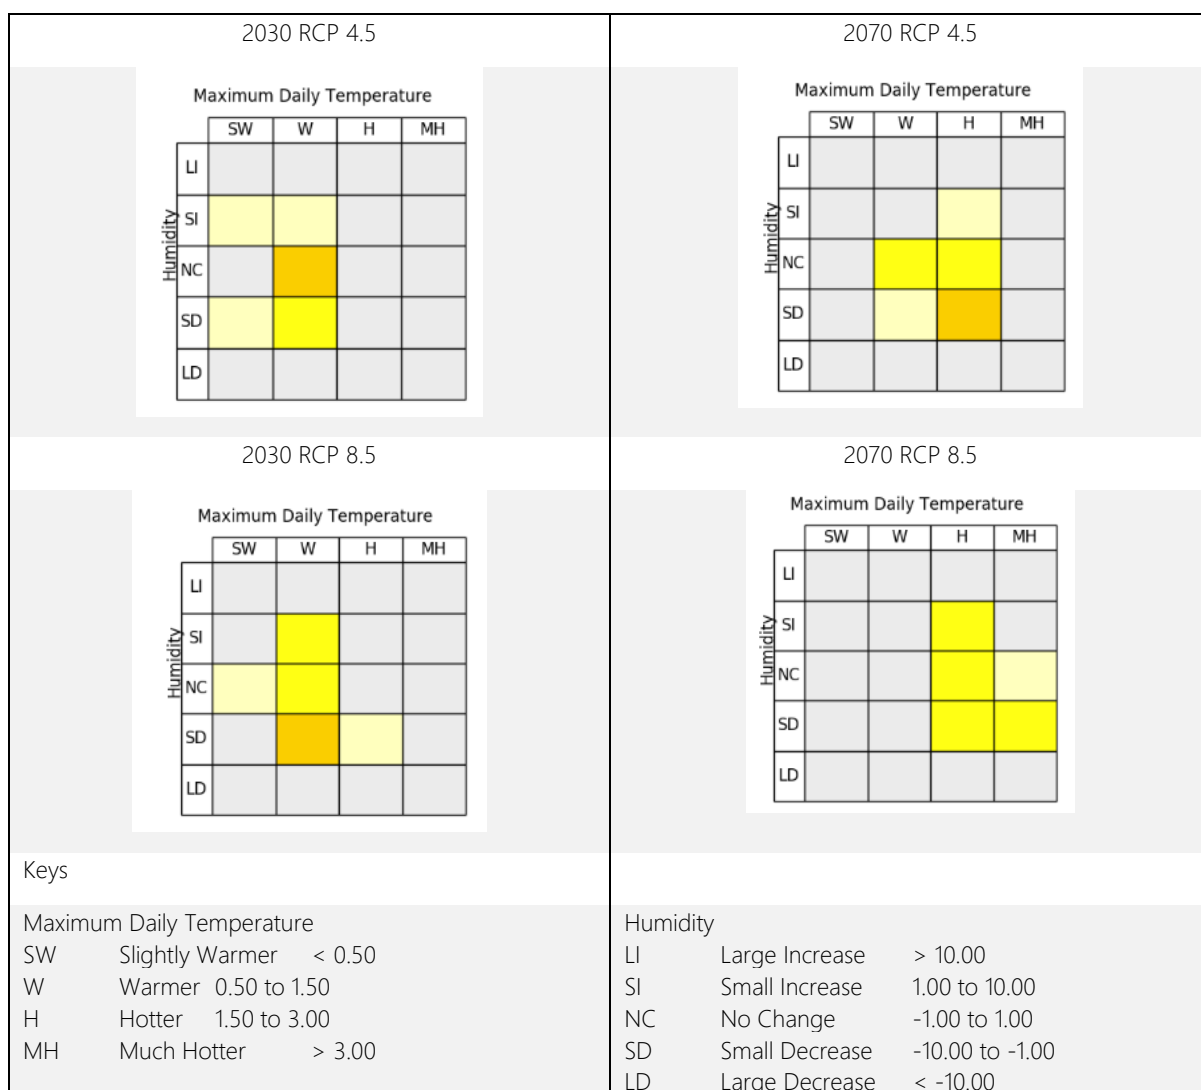 2030 RCP 4.5
Maximum Daily Temperature
SW W H MH
Humidity
LI
SI
NC
SD
LD
2070 RCP 4.5
Maximum Daily Temperature
SW W H MH
Humidity
LI
SI
NC
SD
LD
2030 RCP 8.5
Maximum Daily Temperature
SW W H MH
Humidity
LI
SI
NC
SD
LD
2070 RCP 8.5
Maximum Daily Temperature
SW W H MH
Humidity
LI
SI
NC
SD
LD
Keys
Maximum Daily Temperature
SW Slightly Warmer < 0.50
W Warmer 0.50 to 1.50
H Hotter 1.50 to 3.00
MH Much Hotter > 3.00
Humidity
LI Large Increase > 10.00
SI Small Increase 1.00 to 10.00
NC No Change -1.00 to 1.00
SD Small Decrease -10.00 to -1.00
LD Large Decrease < -10.00